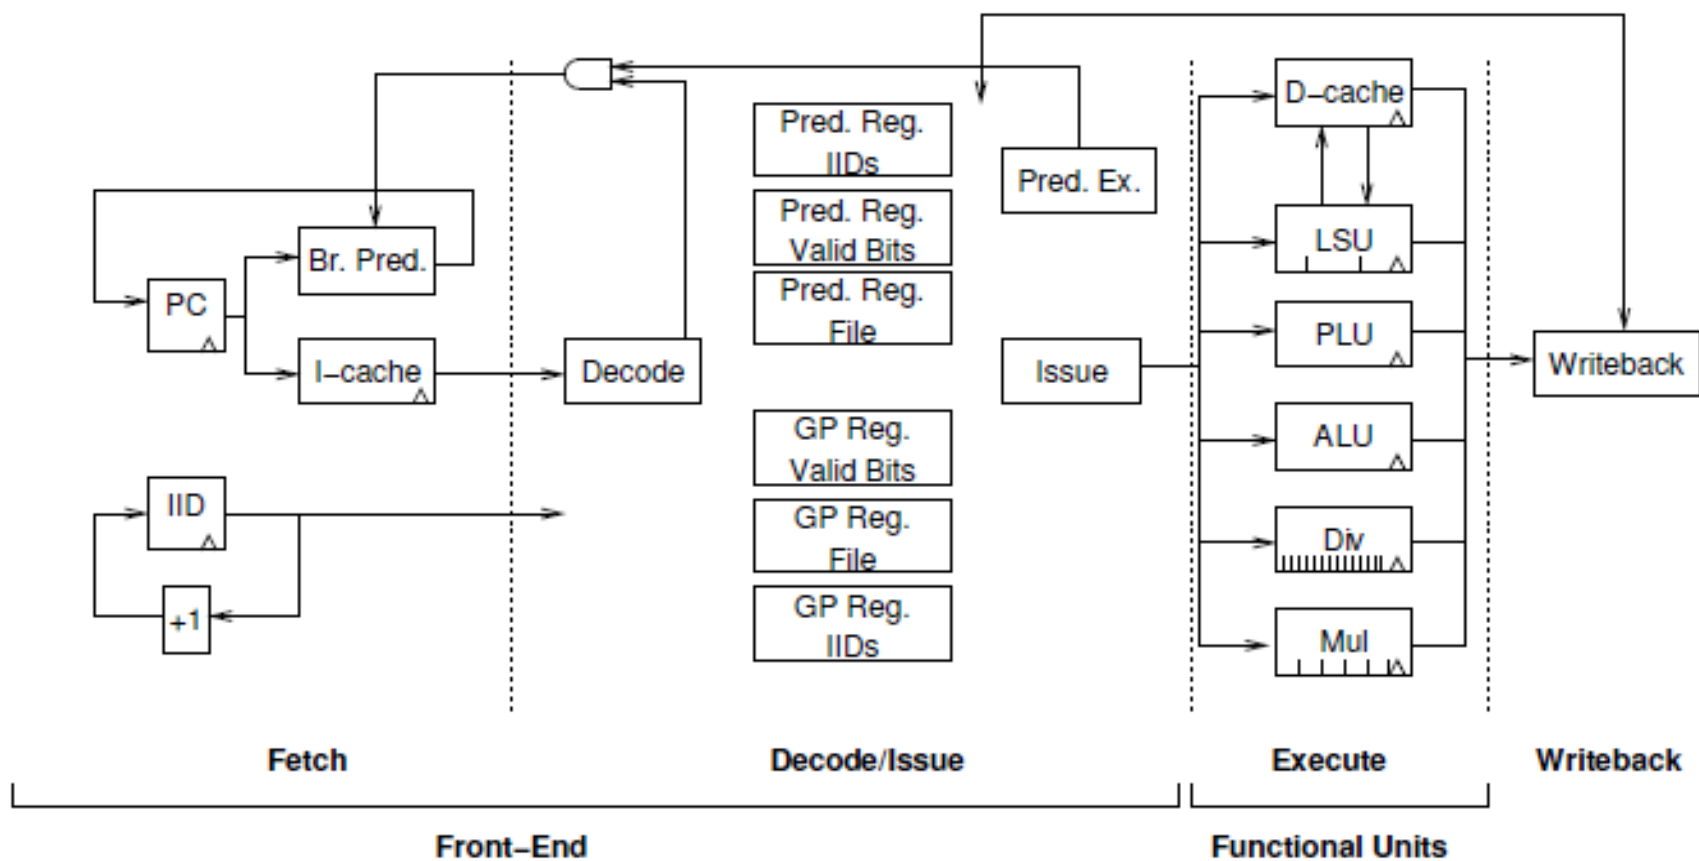 D-cache
Pred. Reg.
IIDs
Pred. Ex.
Pred. Reg.
Valid Bits
Br. Pred.
LSU
Pred. Reg.
File
PC
PLU
I-cache
Decode
Issue
Writeback
GP Reg.
Valid Bits
ALU
IID
GP Reg.
File
Div
+1
GP Reg.
IIDs
Mul
Fetch
Decode/Issue
Execute
Writeback
Front-End
Functional Units